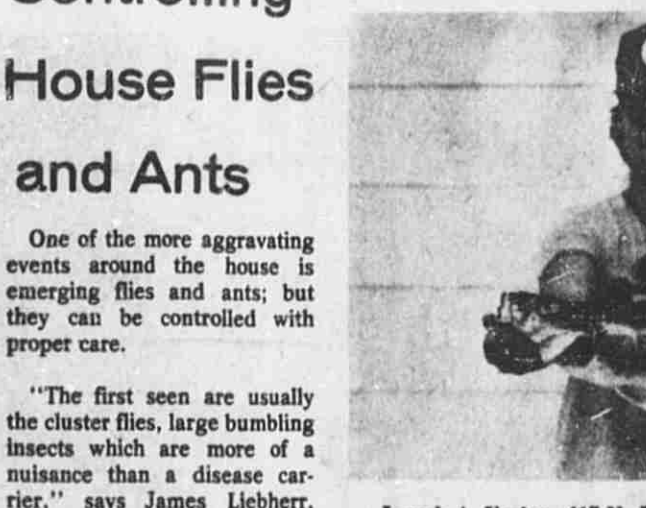 Controlling
House Flies
and Ants
One of the more aggravating
events around the house is
emerging flies and ants; but
they can be controlled with
proper care.
"The first seen are usually
the cluster flies, large bumbling
insects which are more of a
nuisance than a disease car-
rier," says James Liebherr,